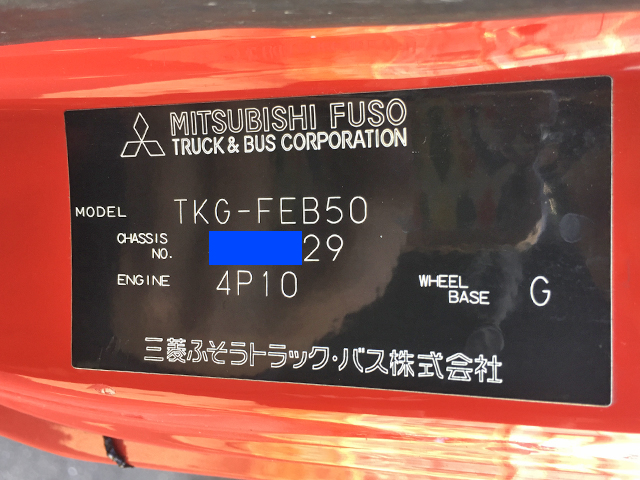 MITSUBISHI FUSO
TRUCK & BUS CORPORATION
MODEL TKG-FEB50
CHASSIS NO. 29
ENGINE 4P10 WHEEL BASE G
三菱ふそうトラック・バス株式会社